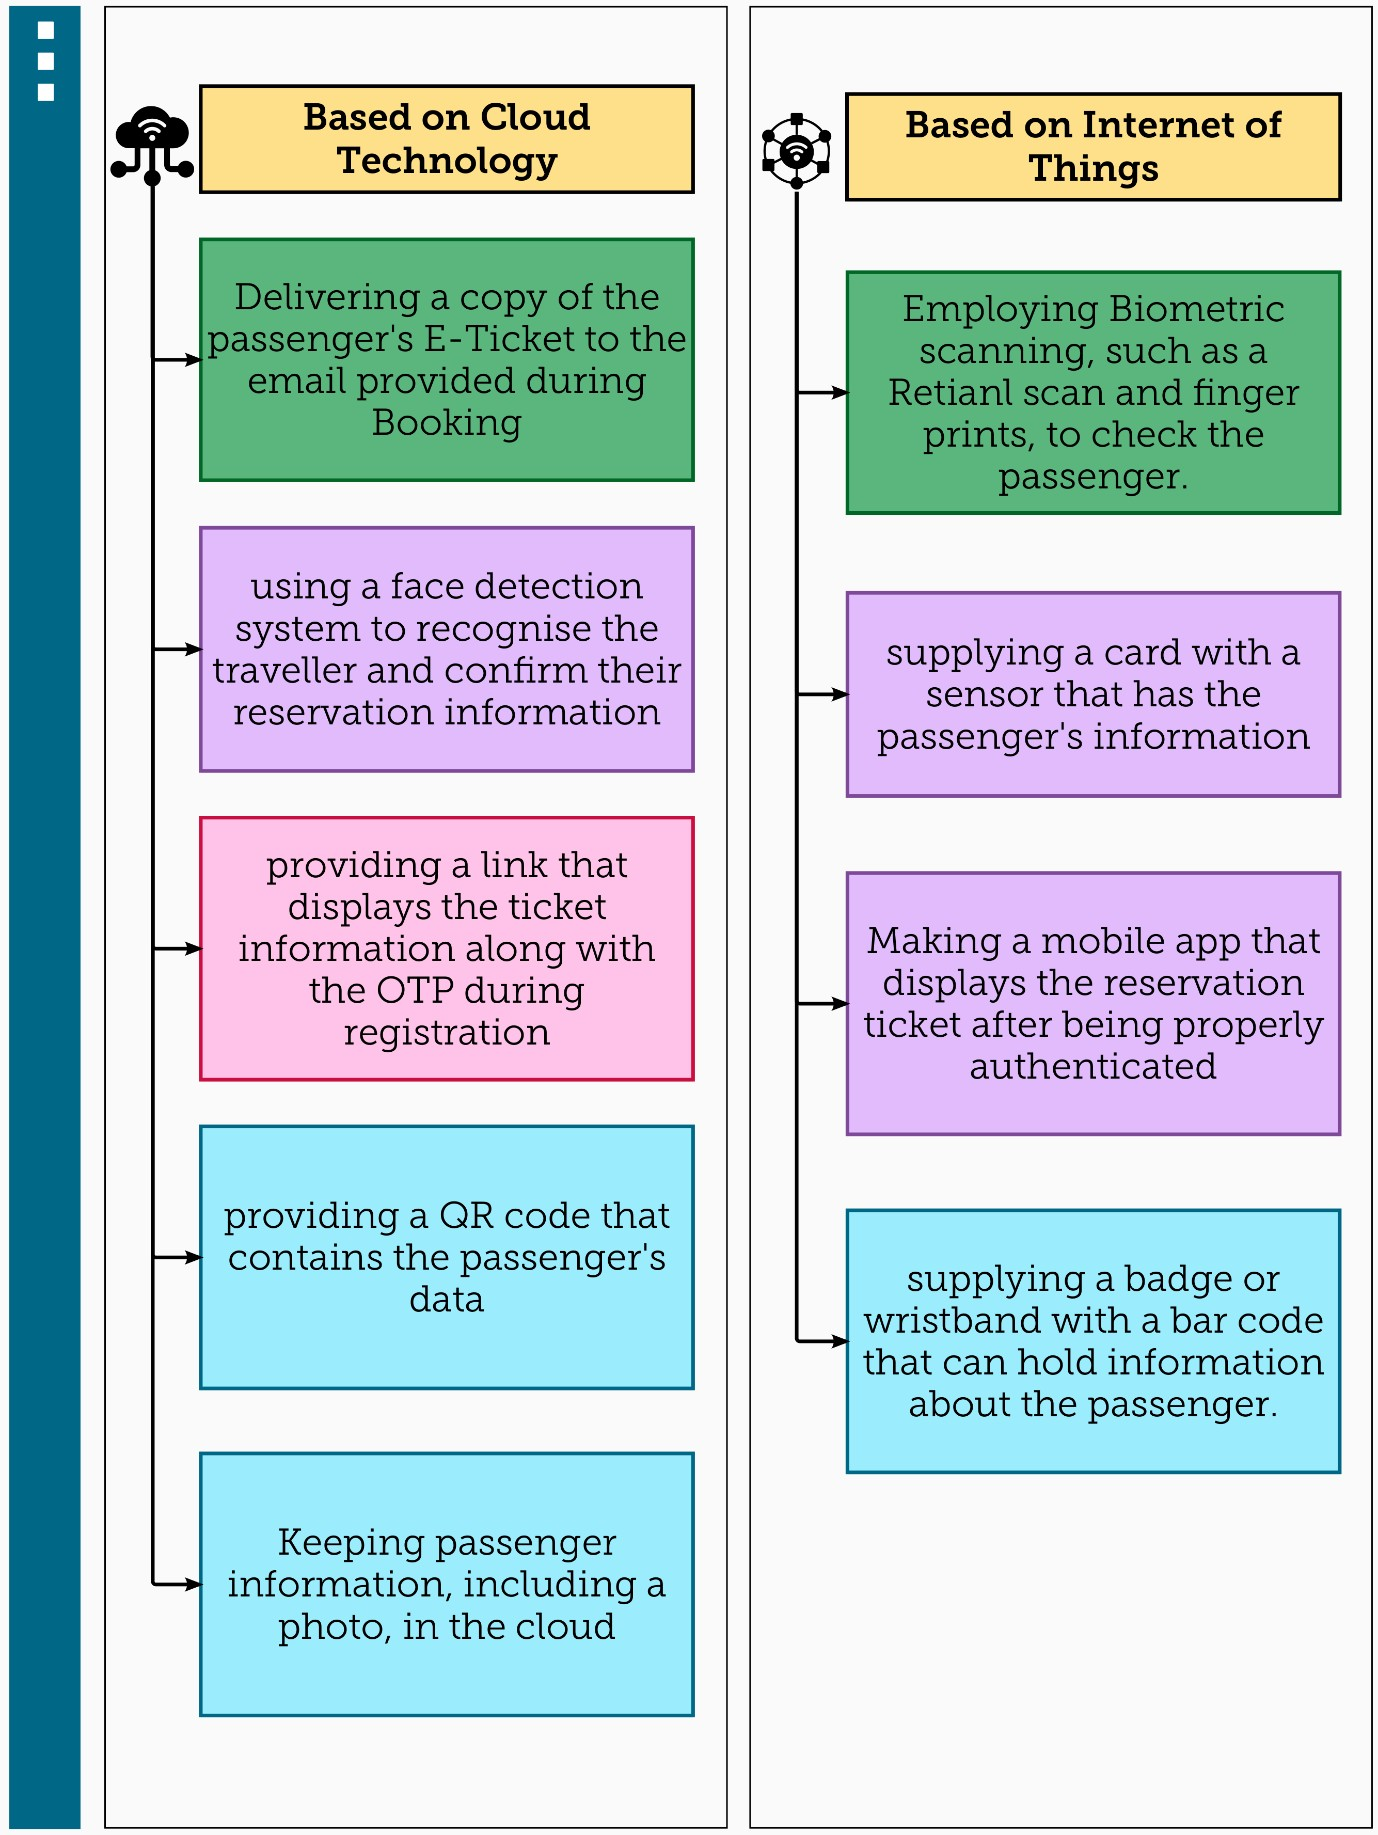 Based on Cloud
Technology
Delivering a copy of the
passenger's E-Ticket to the
email provided during
Booking
using a face detection
system to recognise the
traveller and confirm their
reservation information
providing a link that
displays the ticket
information along with
the OTP during
registration
providing a QR code that
contains the passenger's
data
Keeping passenger
information, including a
photo, in the cloud
Based on Internet of
Things
Employing Biometric
scanning, such as a
Retianl scan and finger
prints, to check the
passenger.
supplying a card with a
sensor that has the
passenger's information
Making a mobile app that
displays the reservation
ticket after being properly
authenticated
supplying a badge or
wristband with a bar code
that can hold information
about the passenger.